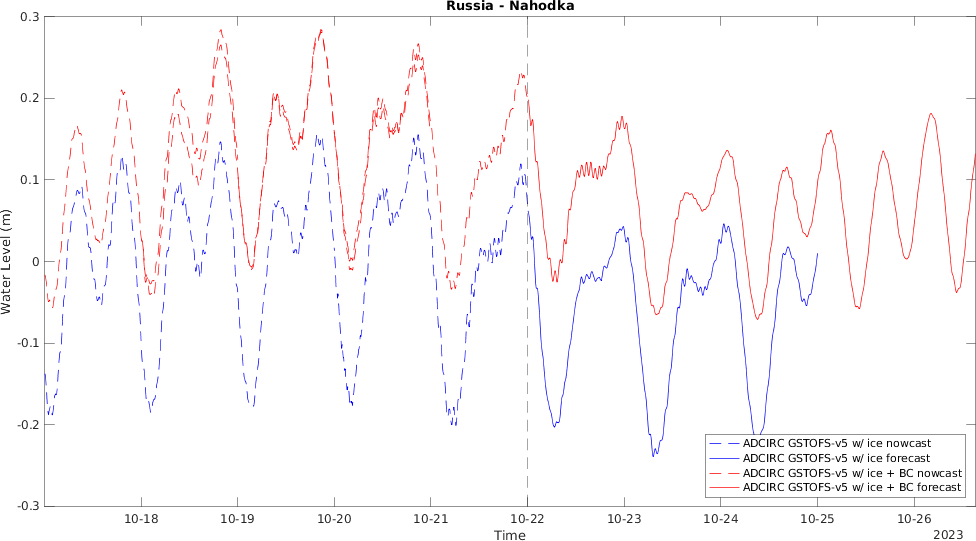 Russia - Nahodka
Water Level (m)
0.3
0.2
0.1
0
-0.1
-0.2
-0.3
ADCIRC GSTOFS-v5 w/ ice nowcast
ADCIRC GSTOFS-v5 w/ ice forecast
ADCIRC GSTOFS-v5 w/ ice + BC nowcast
ADCIRC GSTOFS-v5 w/ ice + BC forecast
10-18 10-19 10-20 10-21 10-22 10-23 10-24 10-25 10-26
Time
2023